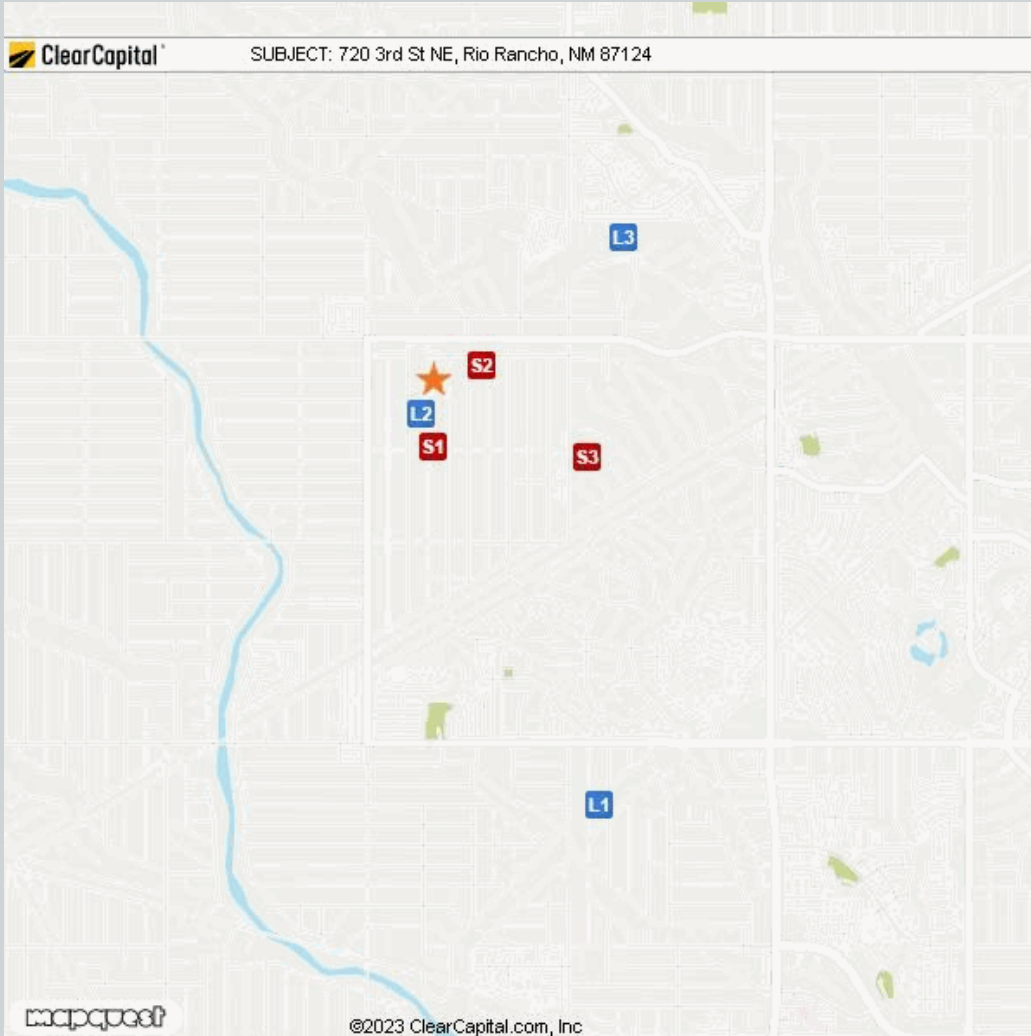 ClearCapital
SUBJECT: 720 3rd St NE, Rio Rancho, NM 87124
L3
S2
L2
S1
S3
L1
mapquest
©2023 ClearCapital.com, Inc